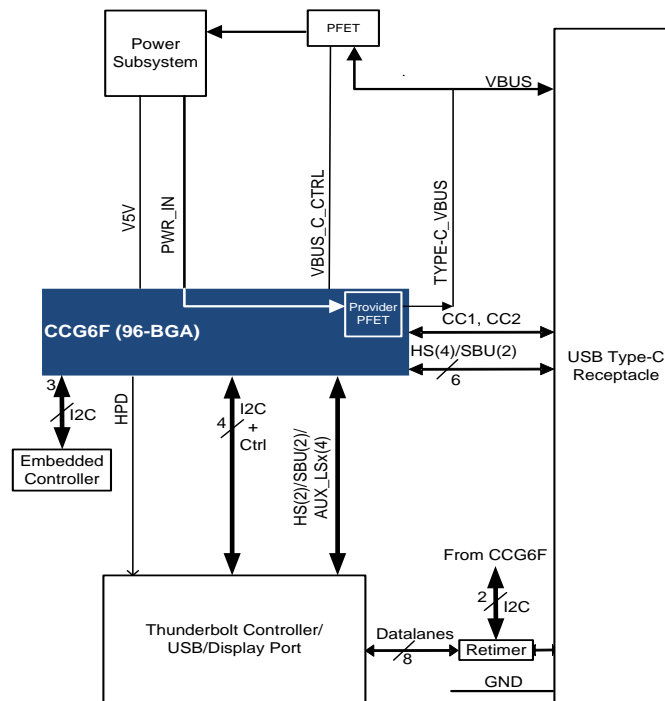 PFET
Power
Subsystem
VBUS
V5V
PWR_IN
VBUS_C_CTRL
TYPE-C_VBUS
Provider
PFET
CCG6F (96-BGA)
CC1, CC2
HS(4)/SBU(2)
6
USB Type-C
Receptacle
3
I2C
HPD
4
I2C
+
Ctrl
HS(2)/SBU(2)/
AUX_LSx(4)
Embedded
Controller
From CCG6F
2
I2C
Thunderbolt Controller/
USB/Display Port
Datalanes
8
Retimer
GND